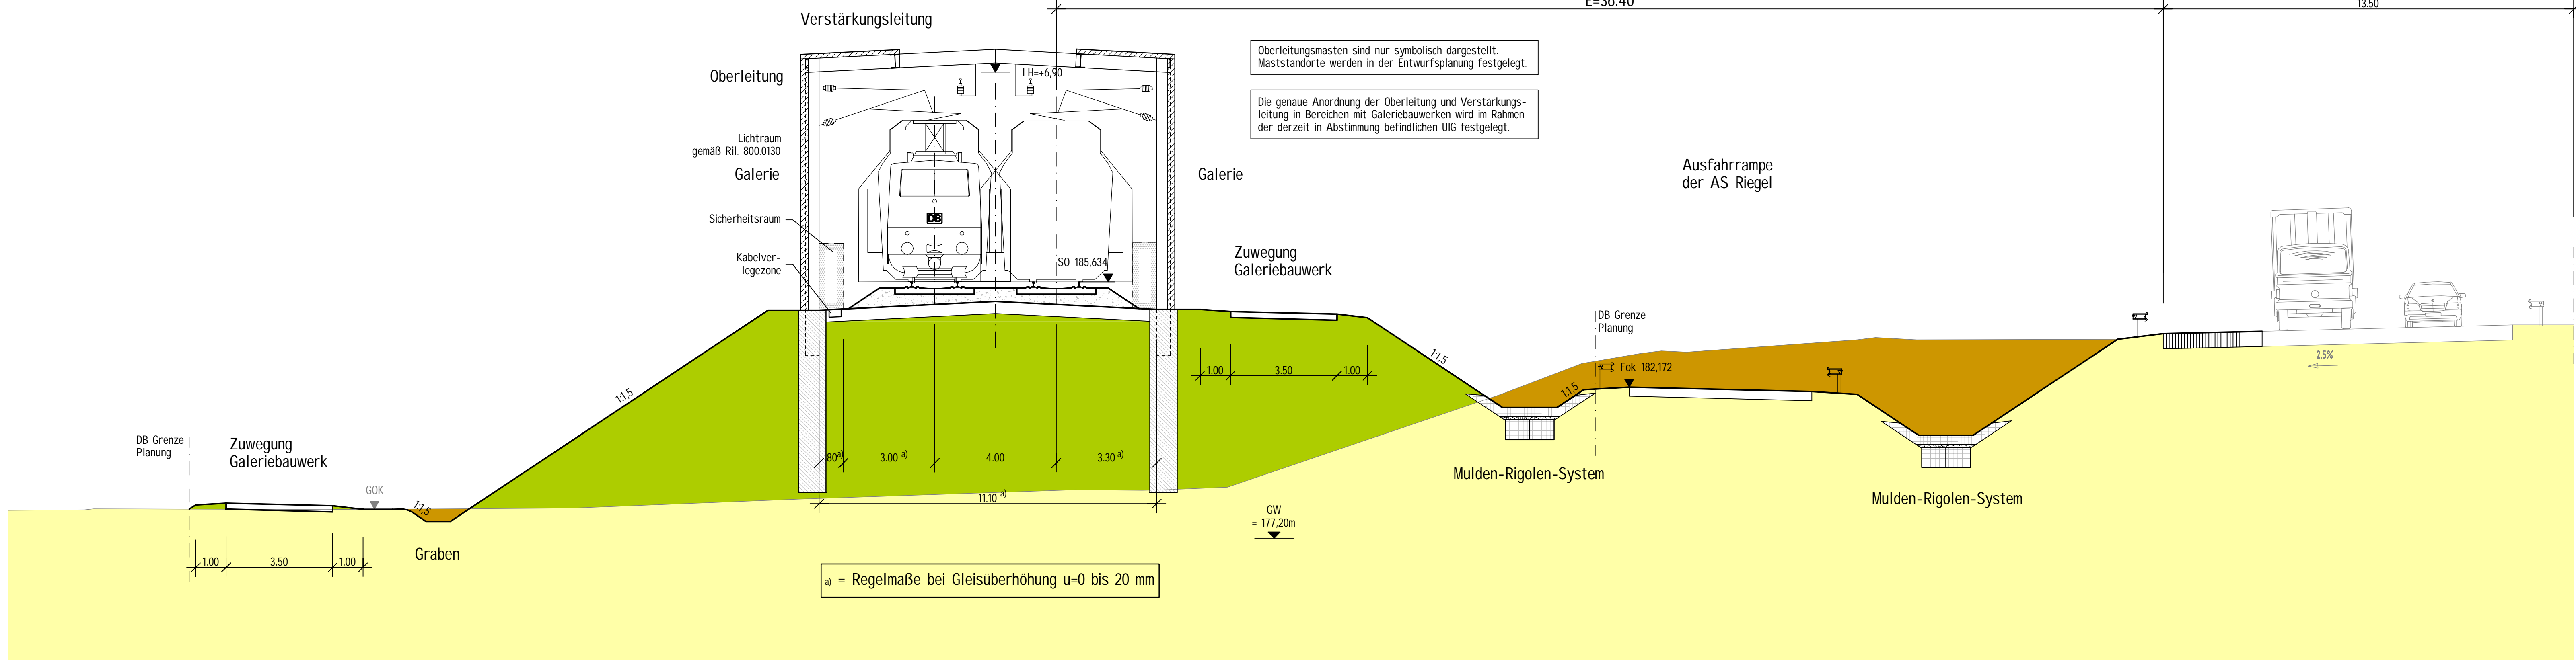 E=36.40
13.50
Verstärkungsleitung
Oberleitungsmasten sind nur symbolisch dargestellt.
Maststandorte werden in der Entwurfsplanung festgelegt.
Oberleitung
LH=+6,90
Die genaue Anordnung der Oberleitung und Verstärkungs-
leitung in Bereichen mit Galeriebauwerken wird im Rahmen
der derzeit in Abstimmung befindlichen UIG festgelegt.
Lichtraum
gemäß Ril. 800.0130
Galerie
Galerie
Ausfahrrampe
der AS Riegel
Sicherheitsraum
DB
Kabelver-
legezone
SO=185,634
Zuwegung
Galeriebauwerk
DB Grenze
Planung
1:1,5
1.00
3.50
1.00
1:1,5
1:1,5
Fok=182,172
2.5%
DB Grenze
Planung
Zuwegung
Galeriebauwerk
80 a)
3.00 a)
4.00
3.30 a)
Mulden-Rigolen-System
Mulden-Rigolen-System
GOK
1:1,5
11.10 a)
GW
= 177,20m
Graben
1.00
3.50
1.00
a) = Regelmaße bei Gleisüberhöhung u=0 bis 20 mm